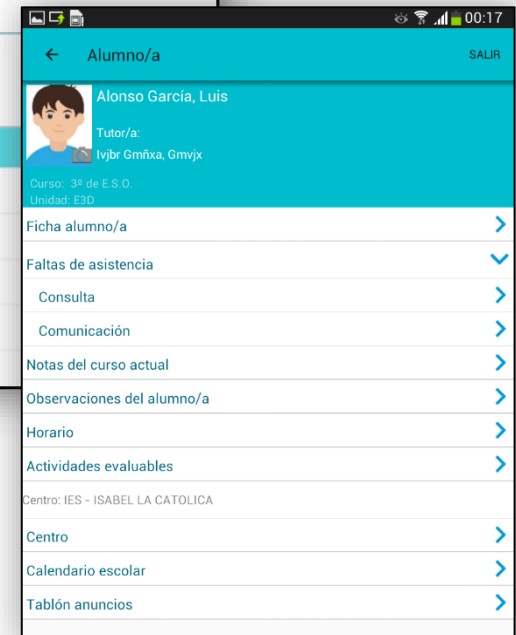 00:17
Alumno/a
SALIR
Alonso García, Luis
Tutor/a:
Ivjbr Gmñxa, Gmvjx
Curso: 3º de E.S.O.
Unidad: E3D
Ficha alumno/a
Faltas de asistencia
Consulta
Comunicación
Notas del curso actual
Observaciones del alumno/a
Horario
Actividades evaluables
Centro: IES - ISABEL LA CATOLICA
Centro
Calendario escolar
Tablón anuncios